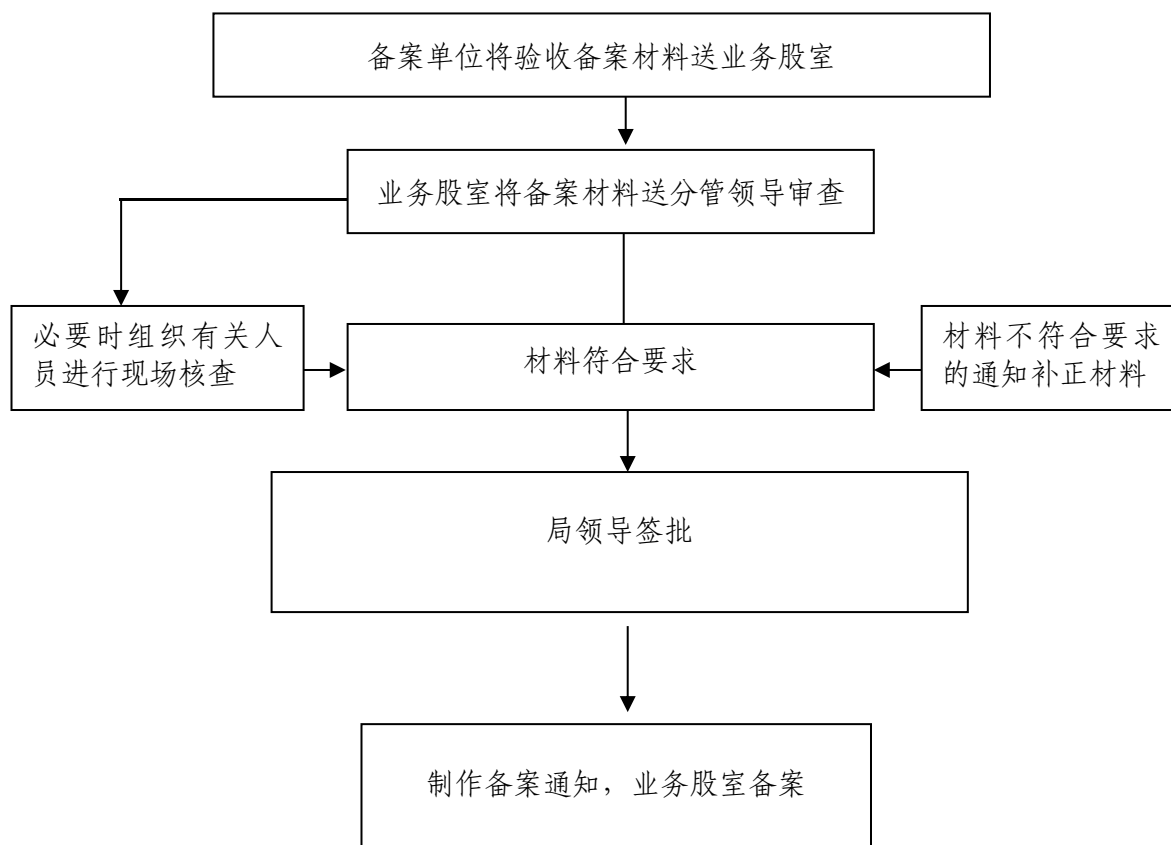 备案单位将验收备案材料送业务股室
业务股室将备案材料送分管领导审查
必要时组织有关人
员进行现场核查
材料符合要求
材料不符合要求
的通知补正材料
局领导签批
制作备案通知，业务股室备案